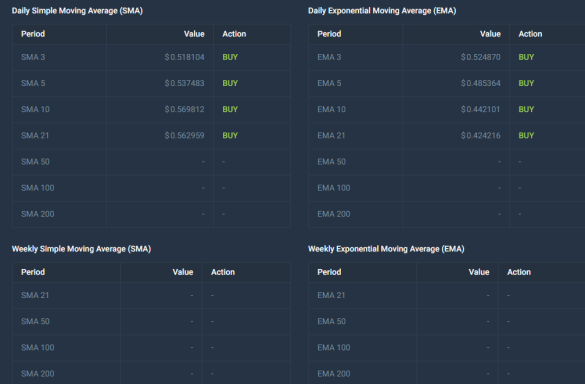 Daily Simple Moving Average (SMA)
Period Value Action
SMA 3 $0.518104 BUY
SMA 5 $0.537483 BUY
SMA 10 $0.569812 BUY
SMA 21 $0.562959 BUY
SMA 50 - -
SMA 100 - -
SMA 200 - -
Daily Exponential Moving Average (EMA)
Period Value Action
EMA 3 $0.524870 BUY
EMA 5 $0.485364 BUY
EMA 10 $0.442101 BUY
EMA 21 $0.424216 BUY
EMA 50 - -
EMA 100 - -
EMA 200 - -
Weekly Simple Moving Average (SMA)
Period Value Action
SMA 21 - -
SMA 50 - -
SMA 100 - -
SMA 200 - -
Weekly Exponential Moving Average (EMA)
Period Value Action
EMA 21 - -
EMA 50 - -
EMA 100 - -
EMA 200 - -